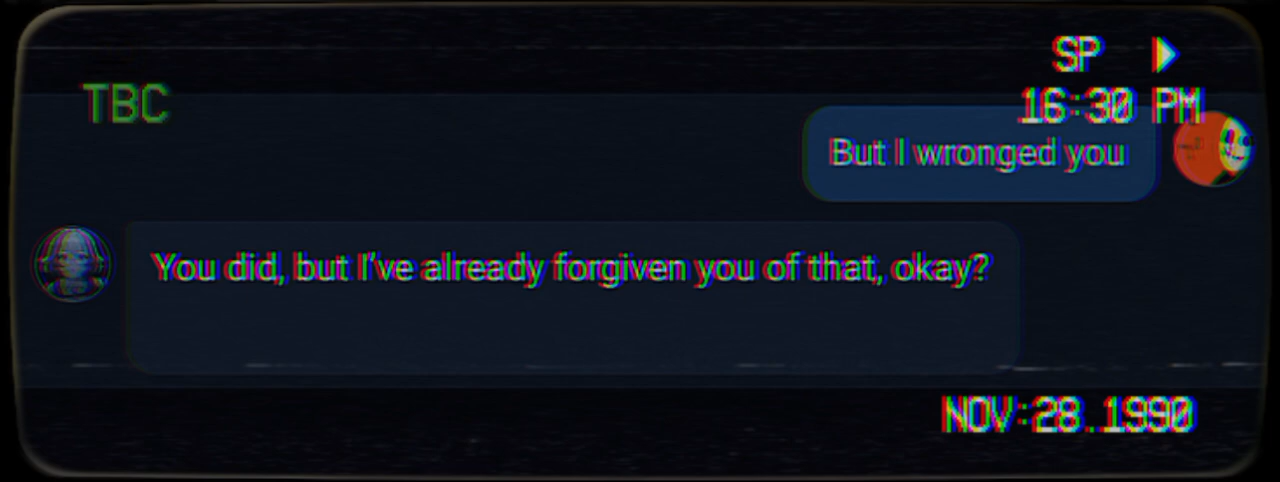 SP
TBC
16:30 PM
But I wronged you
You did, but I've already forgiven you of that, okay?
NOV:28.1990